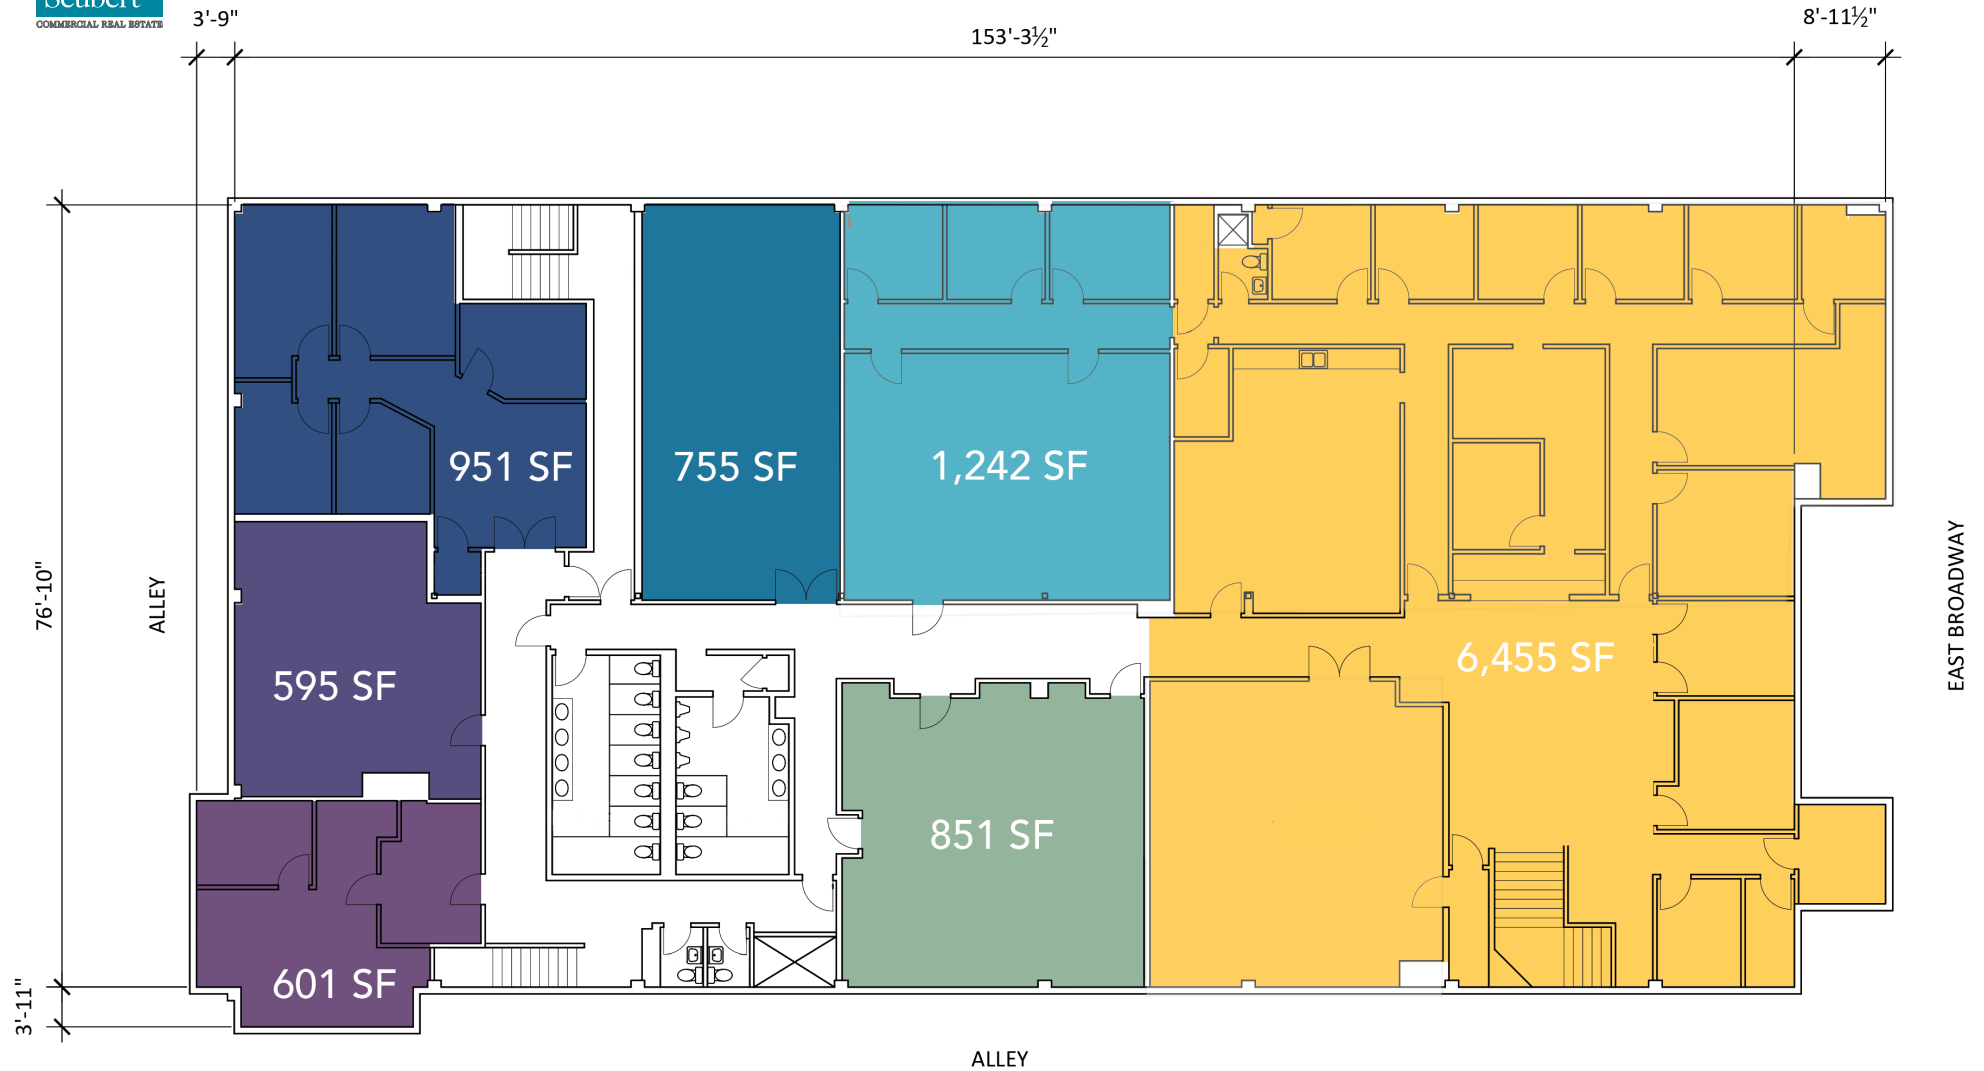 Seubert
COMMERCIAL REAL ESTATE
3'-9"
153'-3½"
8'-11½"
951 SF
755 SF
1,242 SF
76'-10"
ALLEY
EAST BROADWAY
595 SF
6,455 SF
851 SF
601 SF
3'-11"
ALLEY